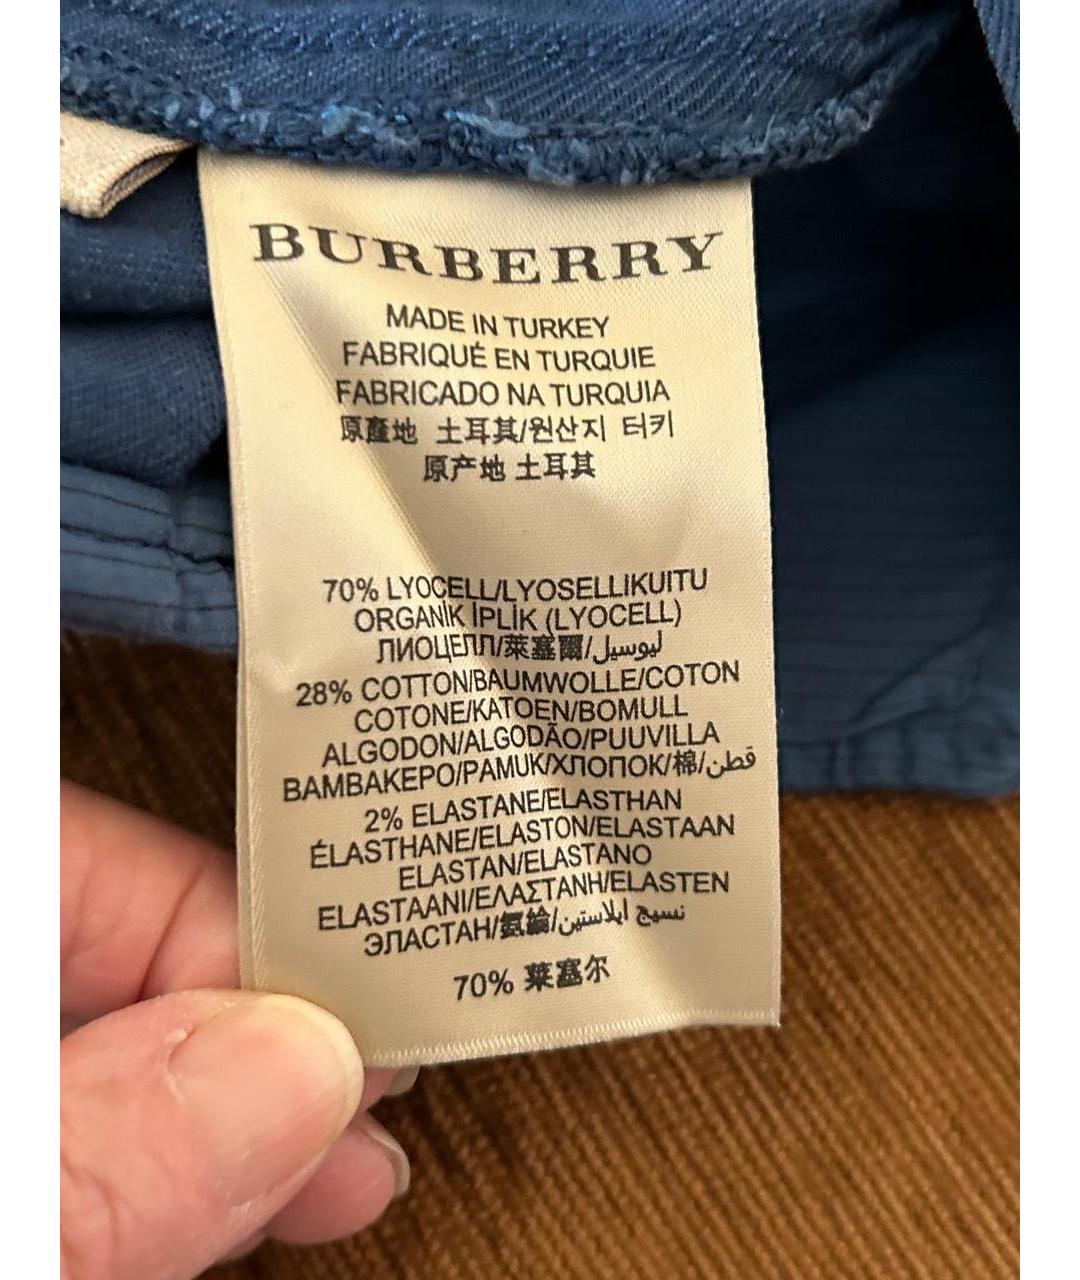 BURBERRY
MADE IN TURKEY
FABRIQUÉ EN TURQUIE
FABRICADO NA TURQUIA
原產地 土耳其/원산지 터키
原产地 土耳其
70% LYOCELL/LYOSELLIKUITU
ORGANİK İPLİK (LYOCELL)
ЛИОЦЕЛЛ/萊塞爾/ليوسيل
28% COTTON/BAUMWOLLE/COTON
COTONE/KATOEN/BOMULL
ALGODON/ALGODÃO/PUUVILLA
BAMBAKEPO/PAMUK/ХЛОПОК/棉/قطن
2% ELASTANE/ELASTHAN
ÉLASTHANE/ELASTON/ELASTAAN
ELASTAN/ELASTANO
ELASTAANI/ΕΛΑΣΤΑΝΗ/ELASTEN
ЭЛАСТАН/氨綸/نسيج ايلاستين
70% 莱塞尔